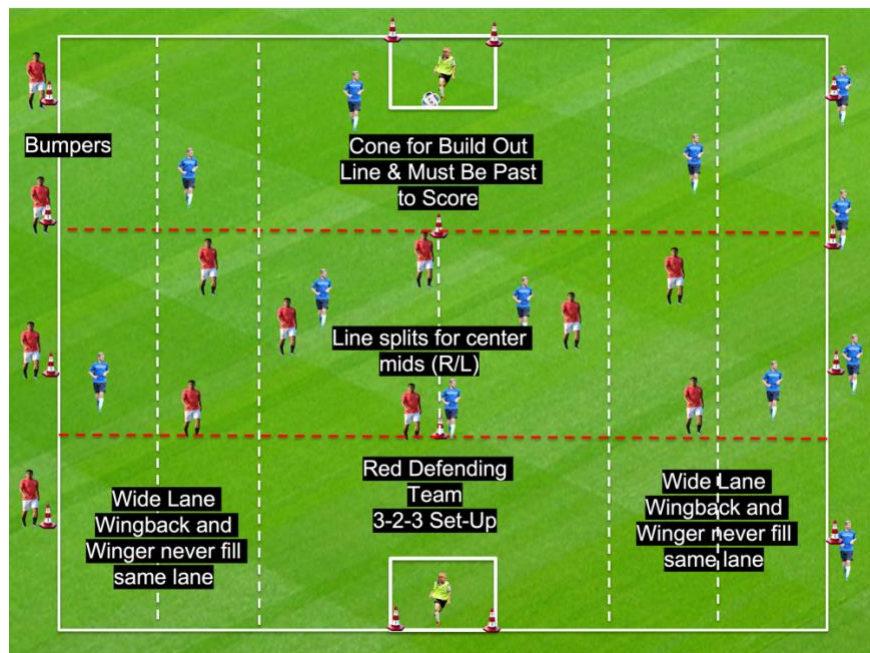 Bumpers
Cone for Build Out
Line & Must Be Past
to Score
Line splits for center
mids (R/L)
Red Defending
Team
3-2-3 Set-Up
Wide Lane
Wingback and
Winger never fill
same lane
Wide Lane
Wingback and
Winger never fill
same lane